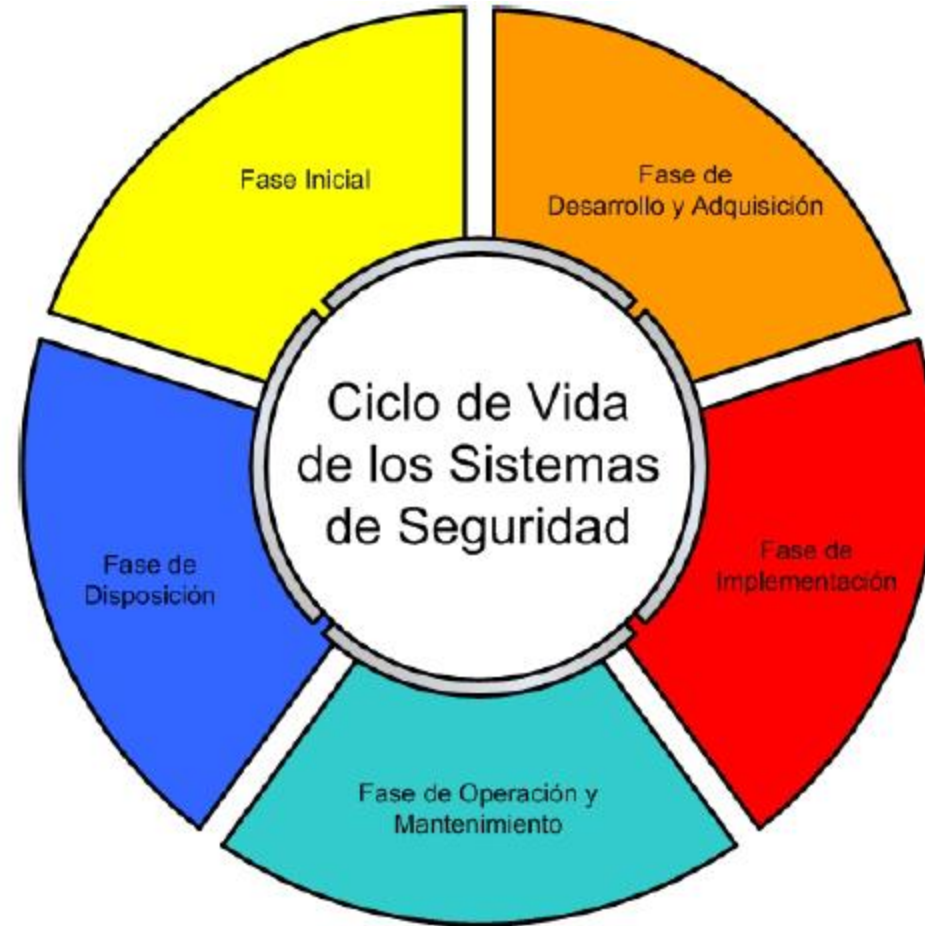 Fase Inicial
Fase de
Desarrollo y Adquisición
Ciclo de Vida
de los Sistemas
de Seguridad
Fase de
Implementación
Fase de
Disposición
Fase de Operación y
Mantenimiento